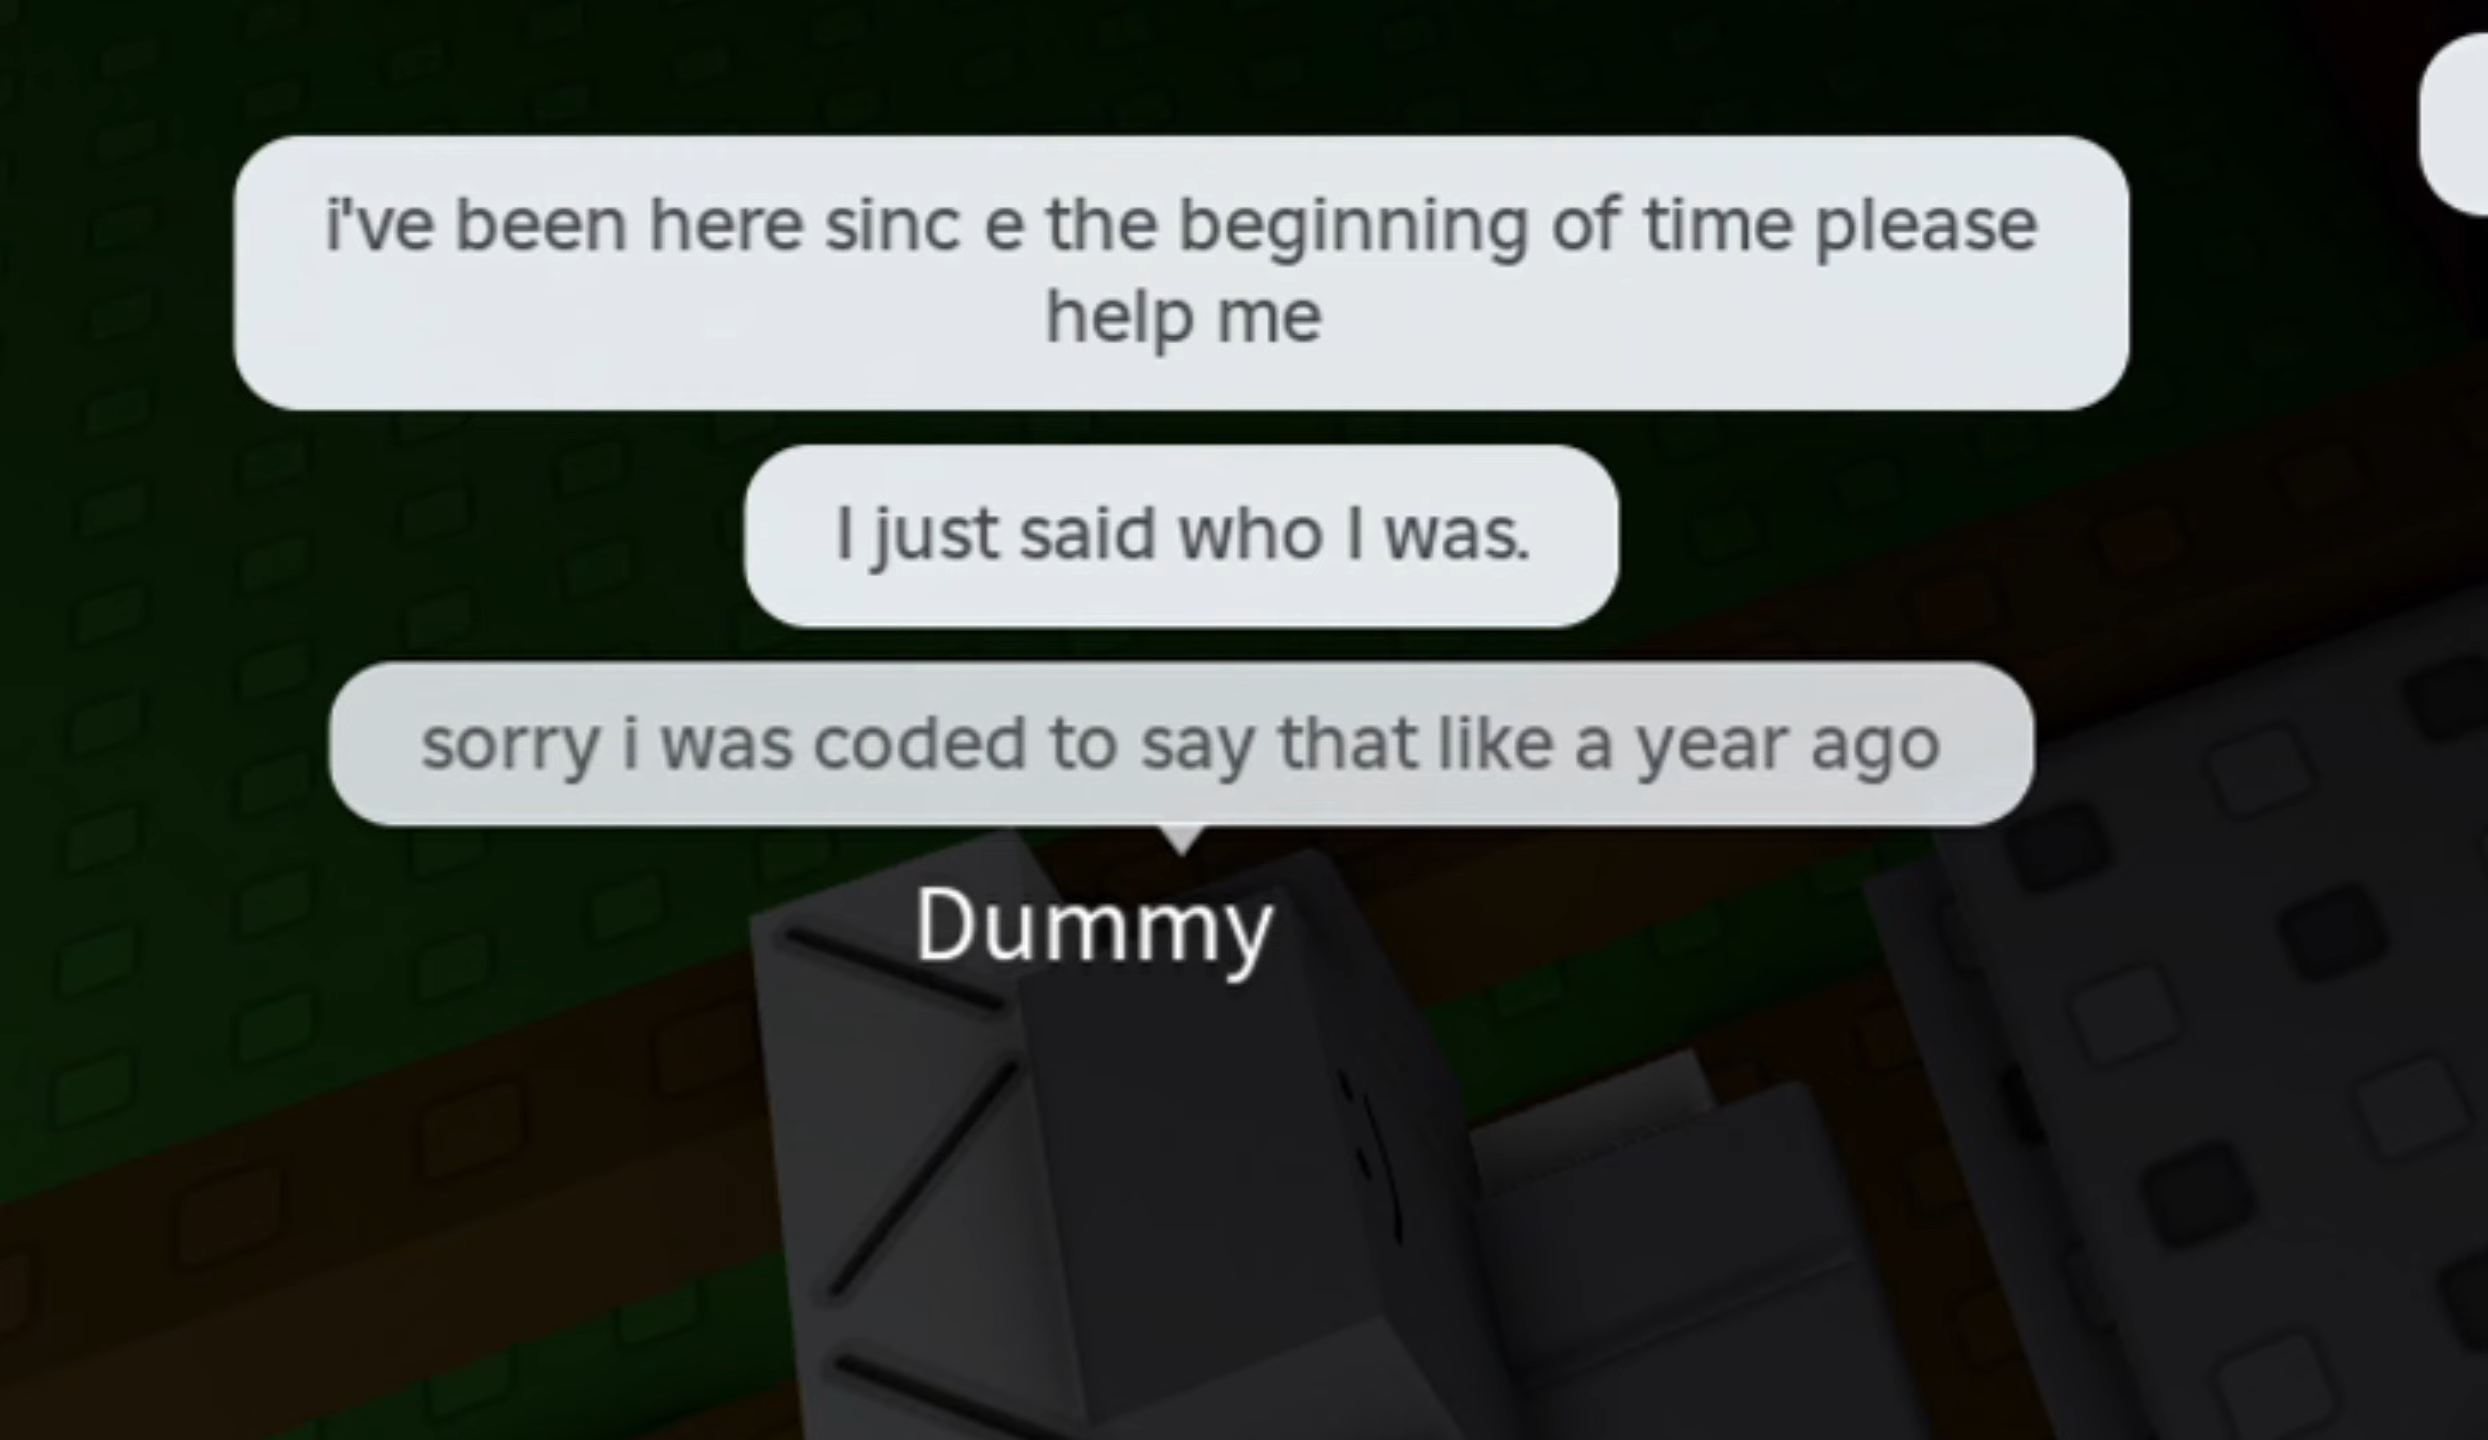 i've been here sinc e the beginning of time please
help me
I just said who I was.
sorry i was coded to say that like a year ago
Dummy